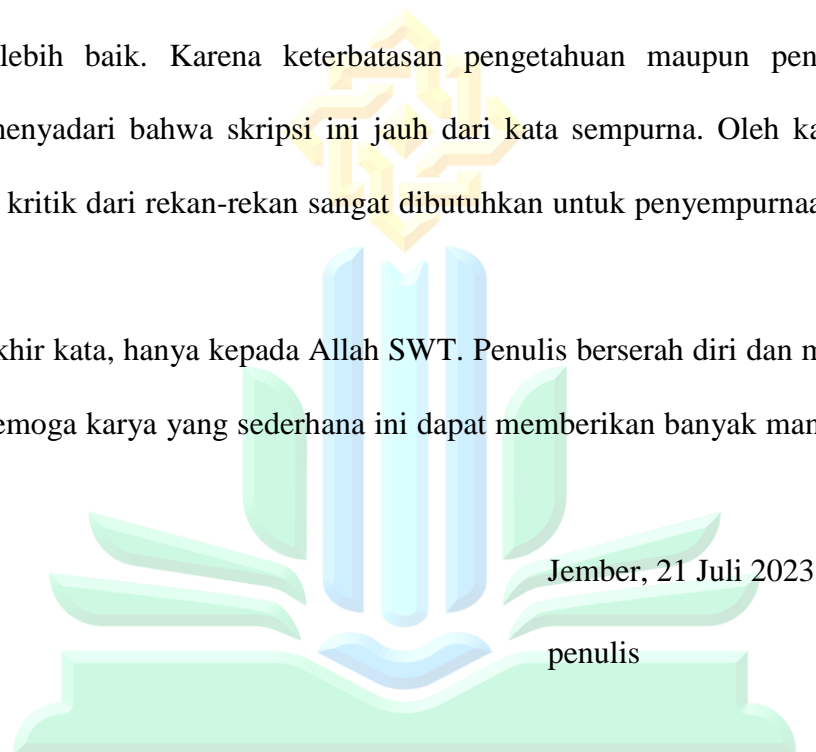 lebih baik. Karena keterbatasan pengetahuan maupun pen
menyadari bahwa skripsi ini jauh dari kata sempurna. Oleh ka
kritik dari rekan-rekan sangat dibutuhkan untuk penyempurnaa
khir kata, hanya kepada Allah SWT. Penulis berserah diri dan m
emoga karya yang sederhana ini dapat memberikan banyak man
Jember, 21 Juli 2023
penulis